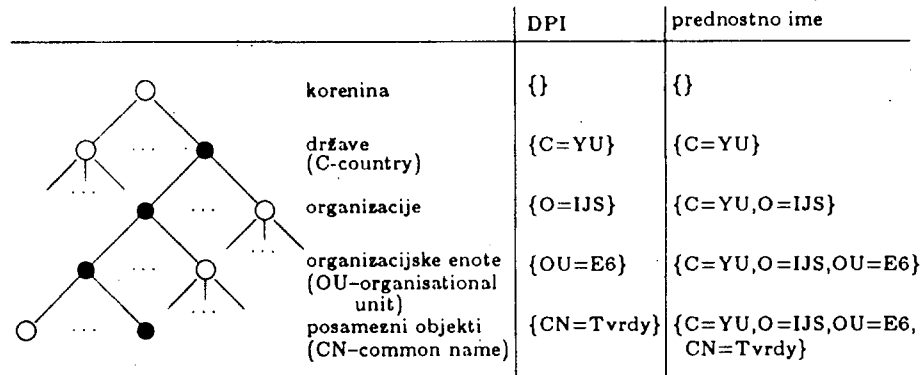 DPI prednostno ime
korenina {} {}
države {C=YU} {C=YU}
(C-country)
organizacije {O=IJS} {C=YU,O=IJS}
organizacijske enote {OU=E6} {C=YU,O=IJS,OU=E6}
(OU-organisational
unit)
posamezni objekti {CN=Tvrdy} {C=YU,O=IJS,OU=E6,
(CN-common name) CN=Tvrdy}